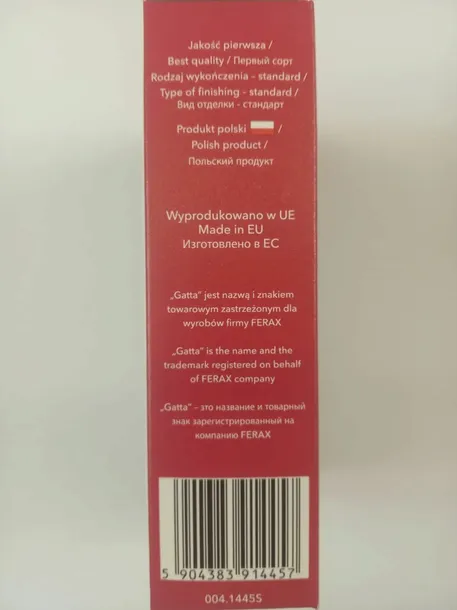 Jakość pierwsza /
Best quality / Первый сорт
Rodzaj wykończenia - standard /
Type of finishing - standard /
Вид отделки - стандарт
Produkt polski /
Polish product /
Польский продукт
Wyprodukowano w UE
Made in EU
Изготовлено в ЕС
„Gatta” jest nazwą i znakiem
towarowym zastrzeżonym dla
wyrobów firmy FERAX
„Gatta” is the name and the
trademark registered on behalf
of FERAX company
„Gatta” – это название и товарный
знак зарегистрированный на
компанию FERAX
5 904383 914457
004.1445S